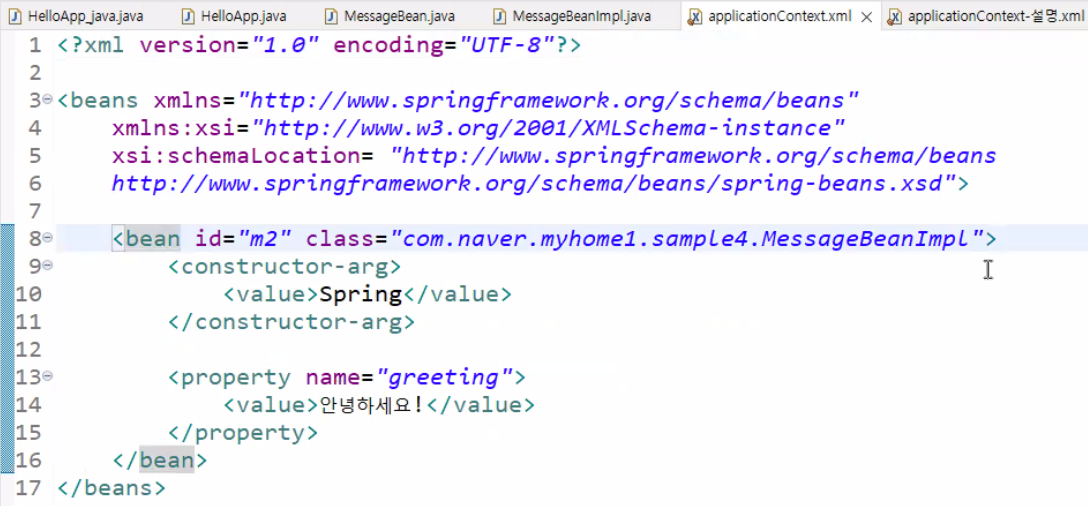 HelloApp_java.java HelloApp.java MessageBean.java MessageBeanImpl.java applicationContext.xml applicationContext-설명.xml
1 <?xml version="1.0" encoding="UTF-8"?>
2
3 <beans xmlns="http://www.springframework.org/schema/beans"
4 xmlns:xsi="http://www.w3.org/2001/XMLSchema-instance"
5 xsi:schemaLocation= "http://www.springframework.org/schema/beans
6 http://www.springframework.org/schema/beans/spring-beans.xsd">
7
8 <bean id="m2" class="com.naver.myhome1.sample4.MessageBeanImpl">
9 <constructor-arg>
10 <value>Spring</value>
11 </constructor-arg>
12
13 <property name="greeting">
14 <value>안녕하세요!</value>
15 </property>
16 </bean>
17 </beans>